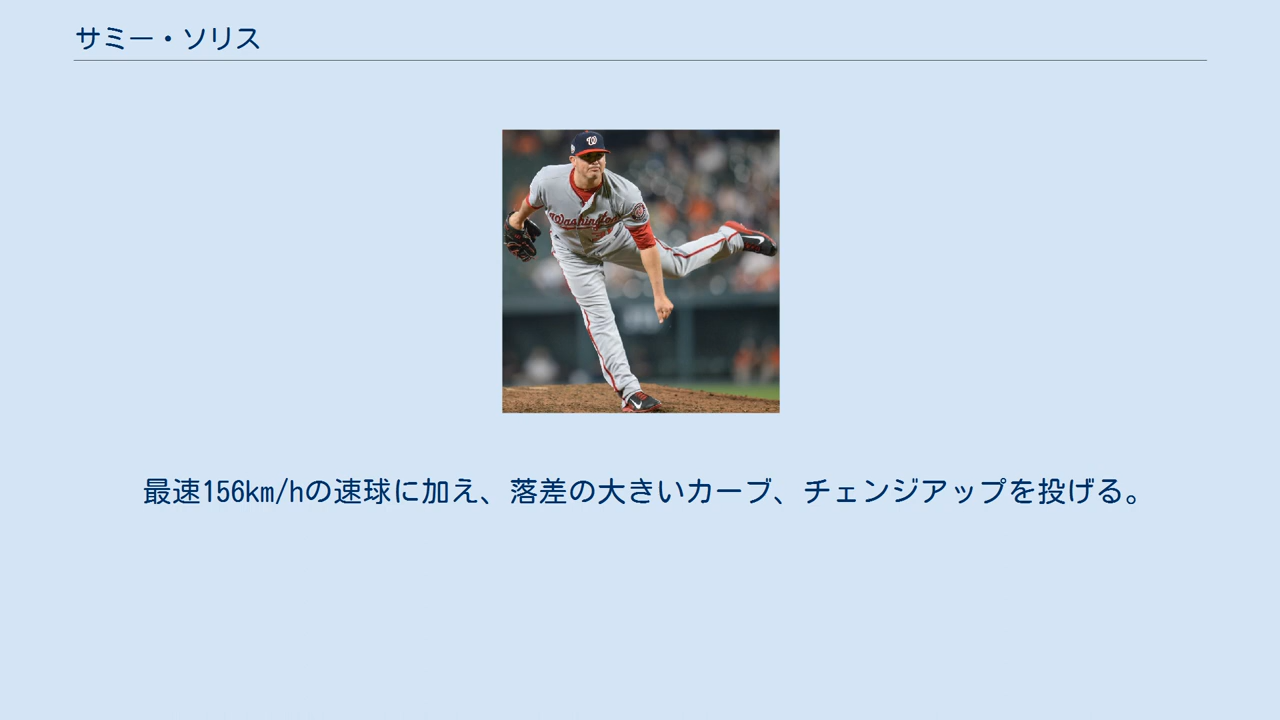 サミー・ソリス
W
Washington
最速156km/hの速球に加え、落差の大きいカーブ、チェンジアップを投げる。